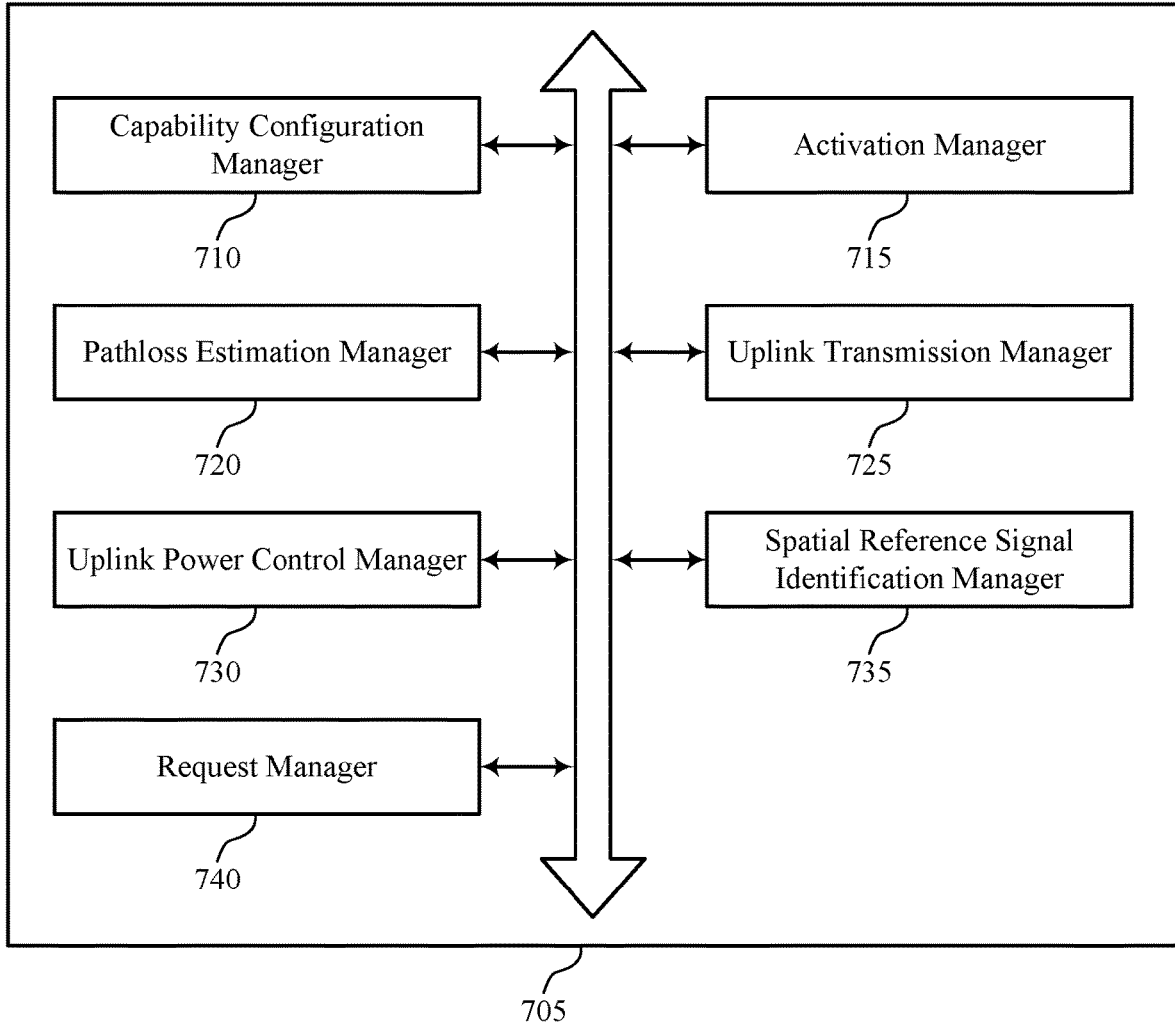 Capability Configuration
Manager
710
Activation Manager
715
Pathloss Estimation Manager
720
Uplink Transmission Manager
725
Uplink Power Control Manager
730
Spatial Reference Signal
Identification Manager
735
Request Manager
740
705